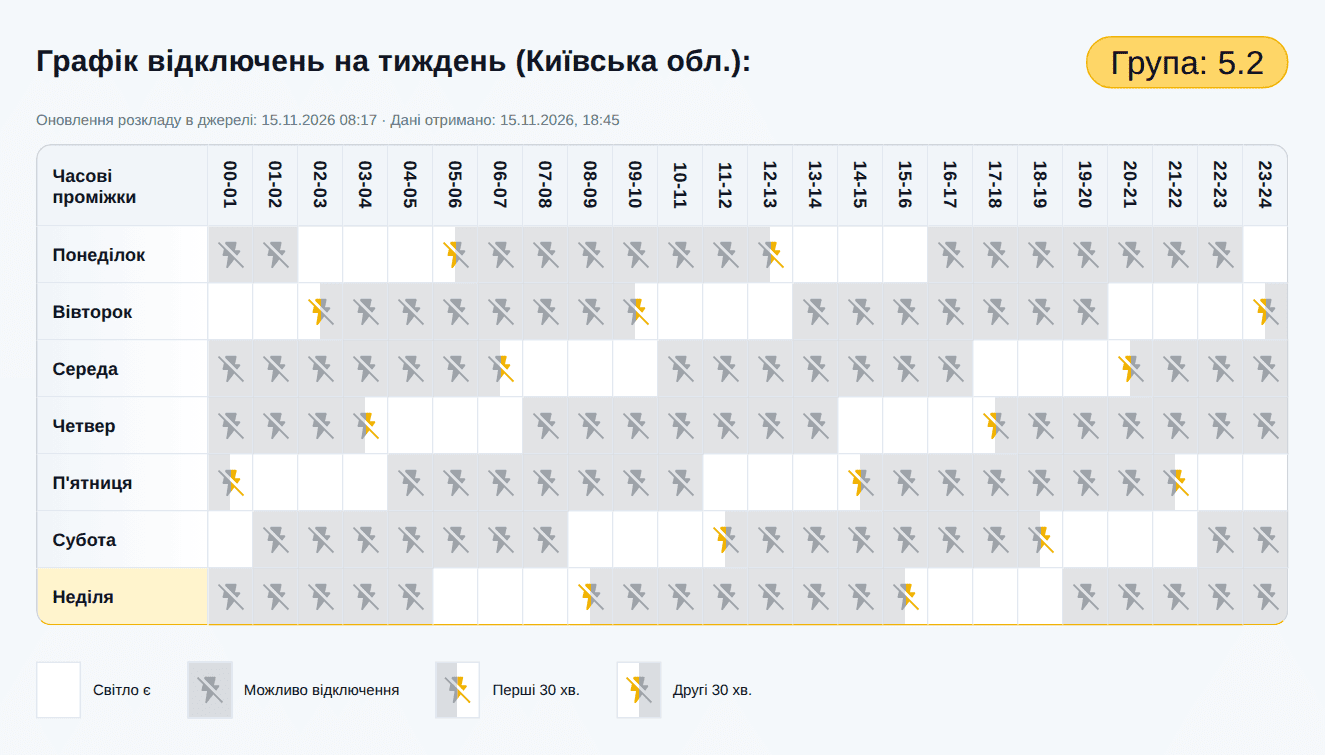 Графік відключень на тиждень (Київська обл.):
Група: 5.2
Оновлення розкладу в джерелі: 15.11.2026 08:17 · Дані отримано: 15.11.2026, 18:45
Часові
проміжки
00-01
01-02
02-03
03-04
04-05
05-06
06-07
07-08
08-09
09-10
10-11
11-12
12-13
13-14
14-15
15-16
16-17
17-18
18-19
19-20
20-21
21-22
22-23
23-24
Понеділок
Вівторок
Середа
Четвер
П'ятниця
Субота
Неділя
Світло є
Можливо відключення
Перші 30 хв.
Другі 30 хв.